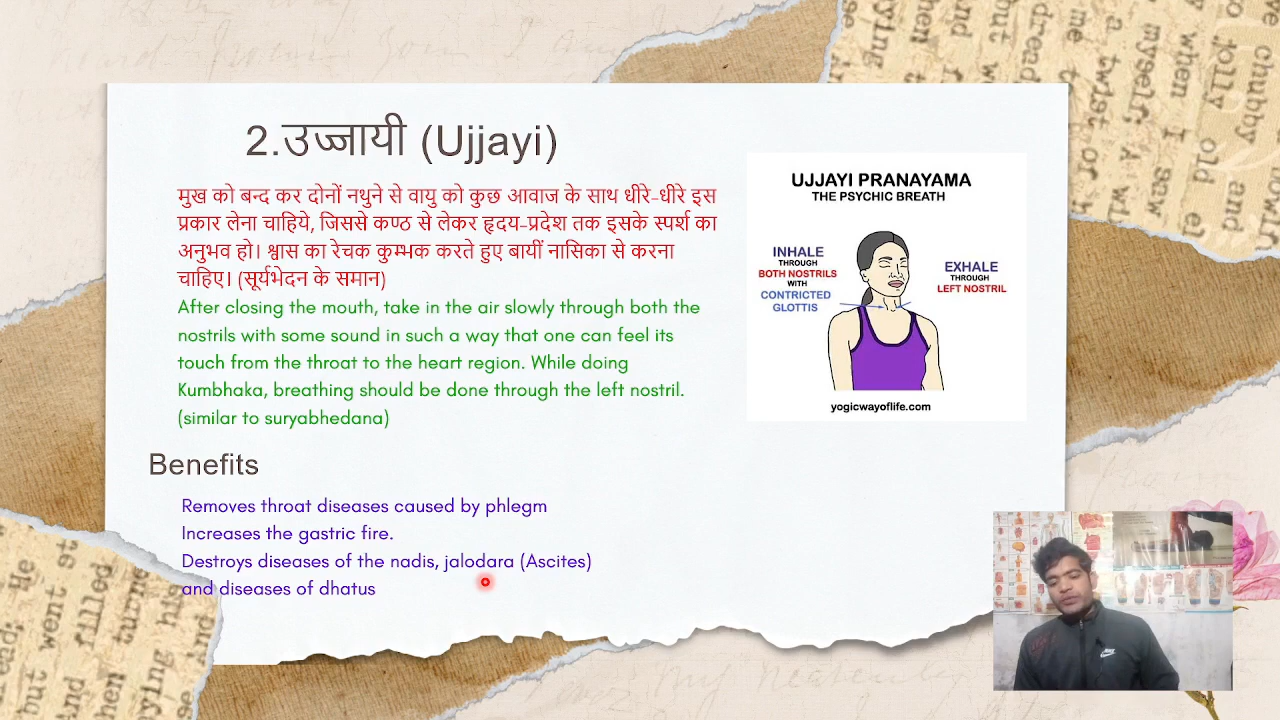 2.उज्जायी (Ujjayi)
मुख को बन्द कर दोनों नथुने से वायु को कुछ आवाज के साथ धीरे-धीरे इस
प्रकार लेना चाहिये, जिससे कण्ठ से लेकर हृदय-प्रदेश तक इसके स्पर्श का
अनुभव हो। श्वास का रेचक कुम्भक करते हुए बायीं नासिका से करना
चाहिए। (सूर्यभेदन के समान)
After closing the mouth, take in the air slowly through both the
nostrils with some sound in such a way that one can feel its
touch from the throat to the heart region. While doing
Kumbhaka, breathing should be done through the left nostril.
(similar to suryabhedana)
Benefits
Removes throat diseases caused by phlegm
Increases the gastric fire.
Destroys diseases of the nadis, jalodara (Ascites)
and diseases of dhatus
UJJAYI PRANAYAMA
THE PSYCHIC BREATH
INHALE
THROUGH
BOTH NOSTRILS
WITH
CONTRICTED
GLOTTIS
EXHALE
THROUGH
LEFT NOSTRIL
yogicwayoflife.com